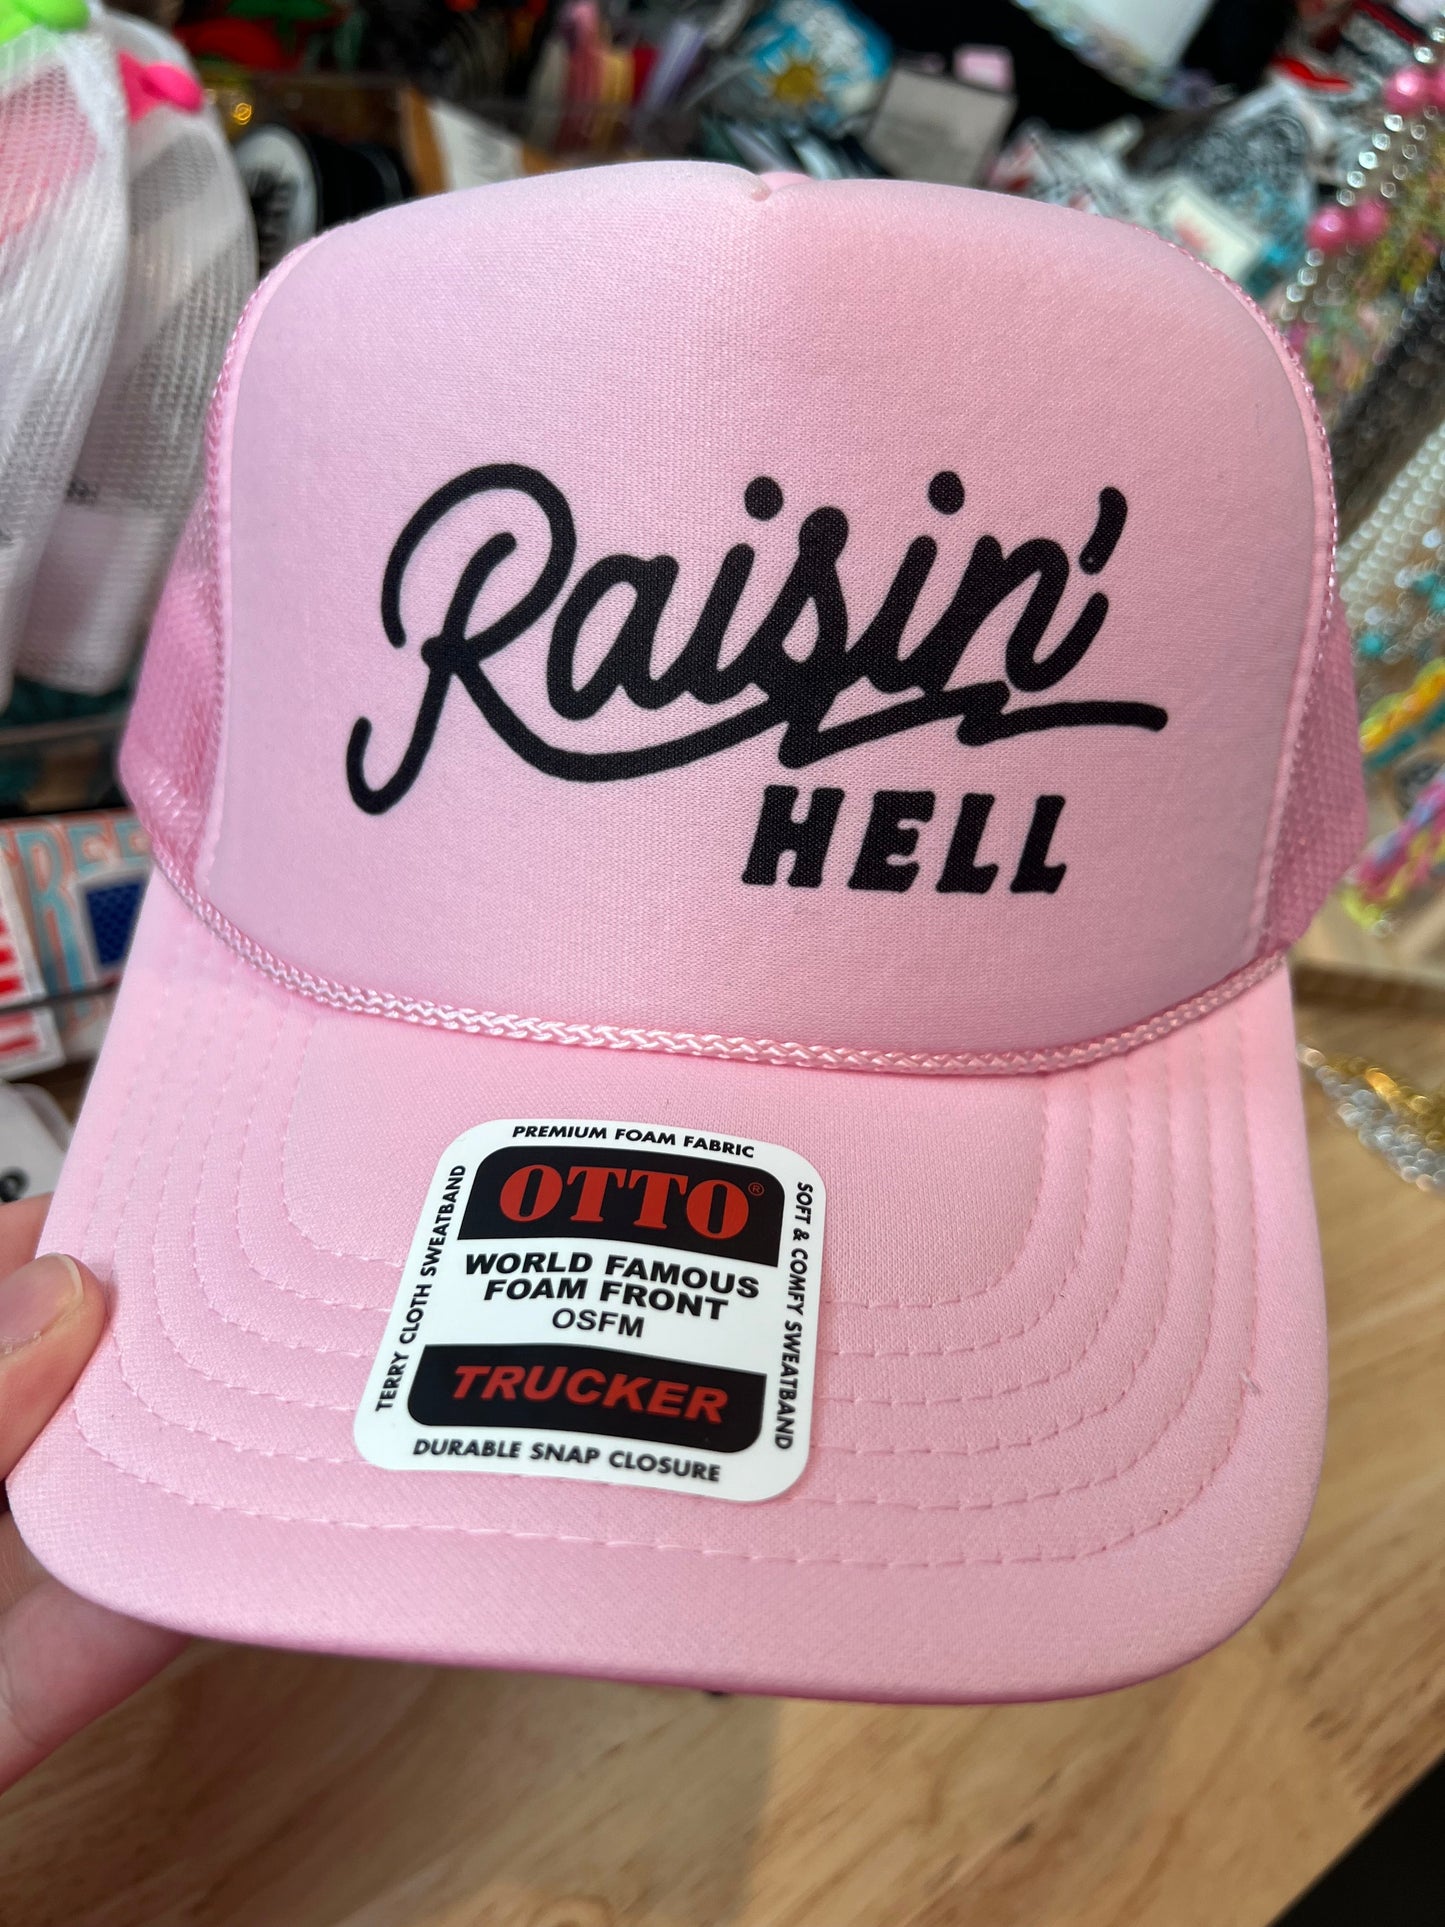 Raisin'
HELL
PREMIUM FOAM FABRIC
OTTO®
WORLD FAMOUS
FOAM FRONT
OSFM
TRUCKER
DURABLE SNAP CLOSURE
TERRY CLOTH SWEATBAND
SOFT & COMFY SWEATBAND